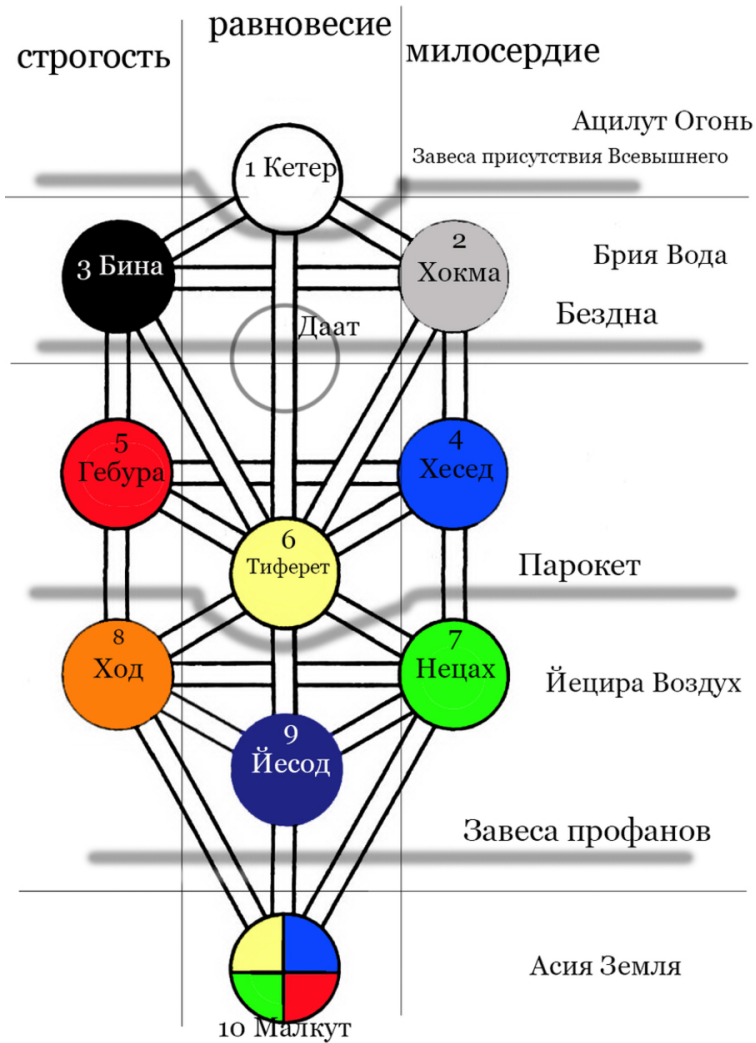 строгость
равновесие
милосердие
Ацилут Огонь
Завеса присутствия Всевышнего
1 Кетер
2
Хокма
3 Бина
Брия Вода
Бездна
Даат
5
Гебура
4
Хесед
6
Тиферет
Парокет
8
Ход
7
Нецах
Йецира Воздух
9
Йесод
Завеса профанов
Асия Земля
10 Малкут